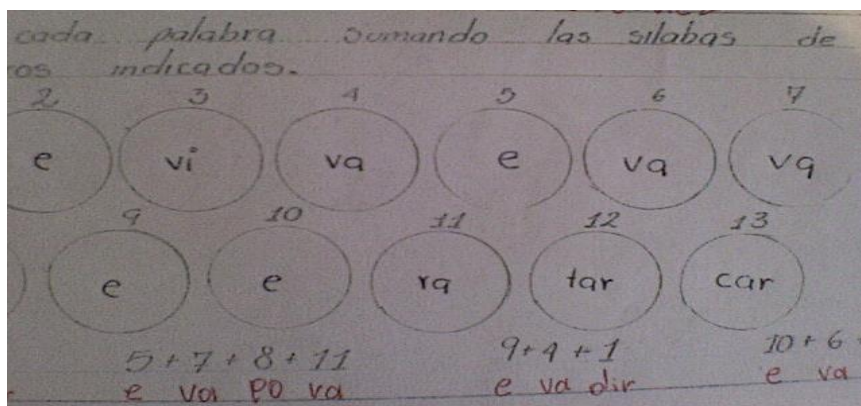 cada palabra sumando las sílabas de
os indicados.
2 3 4 5 6 7
e vi va e va va
9 10 11 12 13
e e ra tar car
5+7+8+11 9+4+1 10+6
e va po va e va dir e va